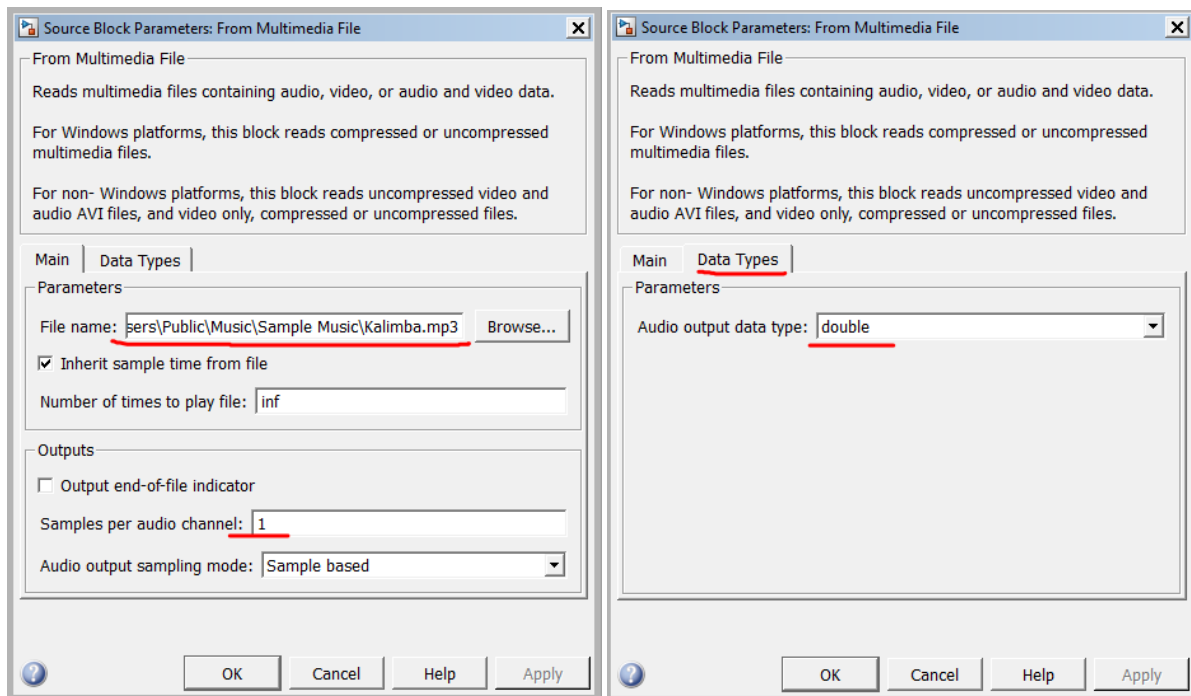 Source Block Parameters: From Multimedia File
From Multimedia File
Reads multimedia files containing audio, video, or audio and video data.
For Windows platforms, this block reads compressed or uncompressed
multimedia files.
For non- Windows platforms, this block reads uncompressed video and
audio AVI files, and video only, compressed or uncompressed files.
Main
Data Types
Parameters
File name: sers\Public\Music\Sample Music\Kalimba.mp3 Browse...
Inherit sample time from file
Number of times to play file: inf
Outputs
Output end-of-file indicator
Samples per audio channel: 1
Audio output sampling mode: Sample based
OK Cancel Help Apply
Source Block Parameters: From Multimedia File
From Multimedia File
Reads multimedia files containing audio, video, or audio and video data.
For Windows platforms, this block reads compressed or uncompressed
multimedia files.
For non- Windows platforms, this block reads uncompressed video and
audio AVI files, and video only, compressed or uncompressed files.
Main
Data Types
Parameters
Audio output data type: double
OK Cancel Help Apply